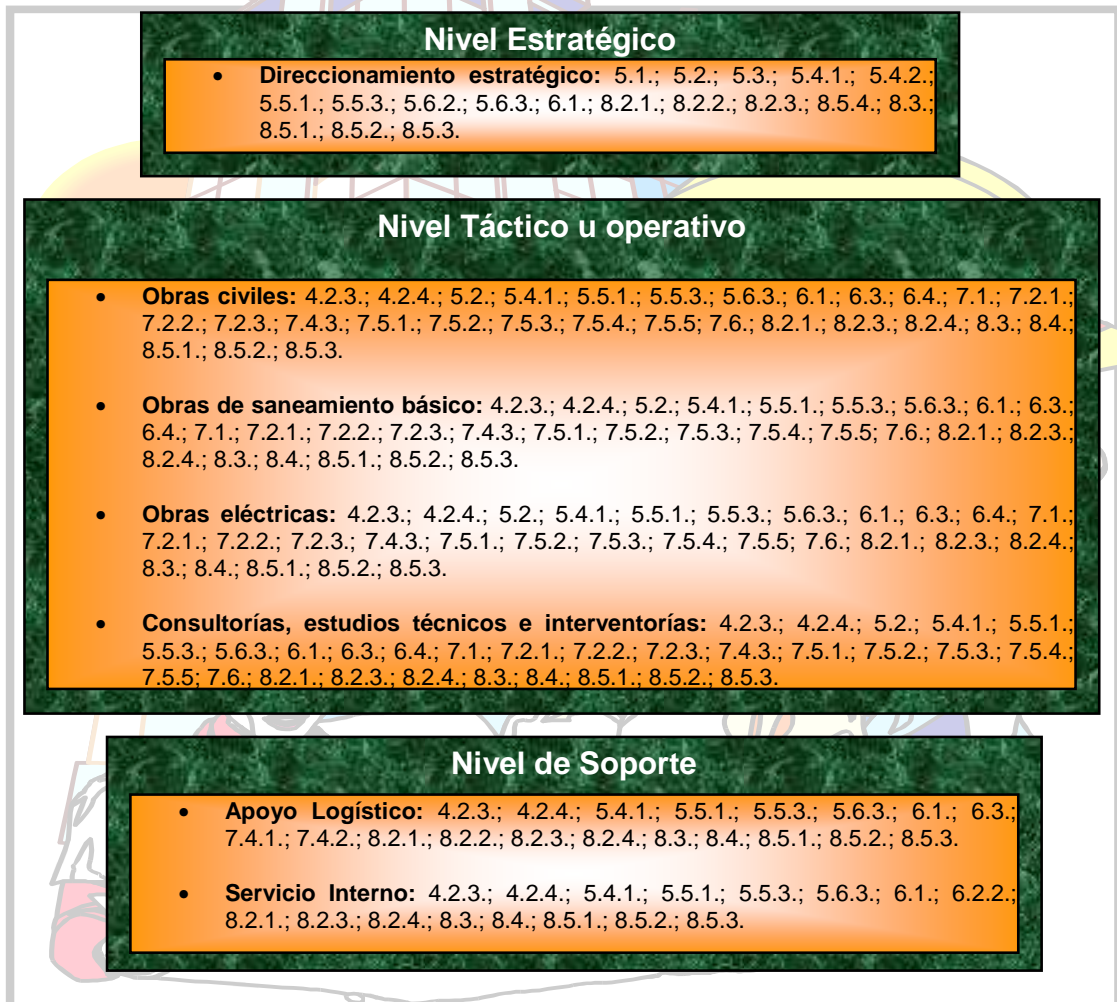 Nivel Estratégico
• Direccionamiento estratégico: 5.1.; 5.2.; 5.3.; 5.4.1.; 5.4.2.;
5.5.1.; 5.5.3.; 5.6.2.; 5.6.3.; 6.1.; 8.2.1.; 8.2.2.; 8.2.3.; 8.5.4.; 8.3.;
8.5.1.; 8.5.2.; 8.5.3.
Nivel Táctico u operativo
• Obras civiles: 4.2.3.; 4.2.4.; 5.2.; 5.4.1.; 5.5.1.; 5.5.3.; 5.6.3.; 6.1.; 6.3.; 6.4.; 7.1.; 7.2.1.;
7.2.2.; 7.2.3.; 7.4.3.; 7.5.1.; 7.5.2.; 7.5.3.; 7.5.4.; 7.5.5; 7.6.; 8.2.1.; 8.2.3.; 8.2.4.; 8.3.; 8.4.;
8.5.1.; 8.5.2.; 8.5.3.
• Obras de saneamiento básico: 4.2.3.; 4.2.4.; 5.2.; 5.4.1.; 5.5.1.; 5.5.3.; 5.6.3.; 6.1.; 6.3.;
6.4.; 7.1.; 7.2.1.; 7.2.2.; 7.2.3.; 7.4.3.; 7.5.1.; 7.5.2.; 7.5.3.; 7.5.4.; 7.5.5; 7.6.; 8.2.1.; 8.2.3.;
8.2.4.; 8.3.; 8.4.; 8.5.1.; 8.5.2.; 8.5.3.
• Obras eléctricas: 4.2.3.; 4.2.4.; 5.2.; 5.4.1.; 5.5.1.; 5.5.3.; 5.6.3.; 6.1.; 6.3.; 6.4.; 7.1.;
7.2.1.; 7.2.2.; 7.2.3.; 7.4.3.; 7.5.1.; 7.5.2.; 7.5.3.; 7.5.4.; 7.5.5; 7.6.; 8.2.1.; 8.2.3.; 8.2.4.;
8.3.; 8.4.; 8.5.1.; 8.5.2.; 8.5.3.
• Consultorías, estudios técnicos e interventorías: 4.2.3.; 4.2.4.; 5.2.; 5.4.1.; 5.5.1.;
5.5.3.; 5.6.3.; 6.1.; 6.3.; 6.4.; 7.1.; 7.2.1.; 7.2.2.; 7.2.3.; 7.4.3.; 7.5.1.; 7.5.2.; 7.5.3.; 7.5.4.;
7.5.5; 7.6.; 8.2.1.; 8.2.3.; 8.2.4.; 8.3.; 8.4.; 8.5.1.; 8.5.2.; 8.5.3.
Nivel de Soporte
• Apoyo Logístico: 4.2.3.; 4.2.4.; 5.4.1.; 5.5.1.; 5.5.3.; 5.6.3.; 6.1.; 6.3.;
7.4.1.; 7.4.2.; 8.2.1.; 8.2.2.; 8.2.3.; 8.2.4.; 8.3.; 8.4.; 8.5.1.; 8.5.2.; 8.5.3.
• Servicio Interno: 4.2.3.; 4.2.4.; 5.4.1.; 5.5.1.; 5.5.3.; 5.6.3.; 6.1.; 6.2.2.;
8.2.1.; 8.2.3.; 8.2.4.; 8.3.; 8.4.; 8.5.1.; 8.5.2.; 8.5.3.